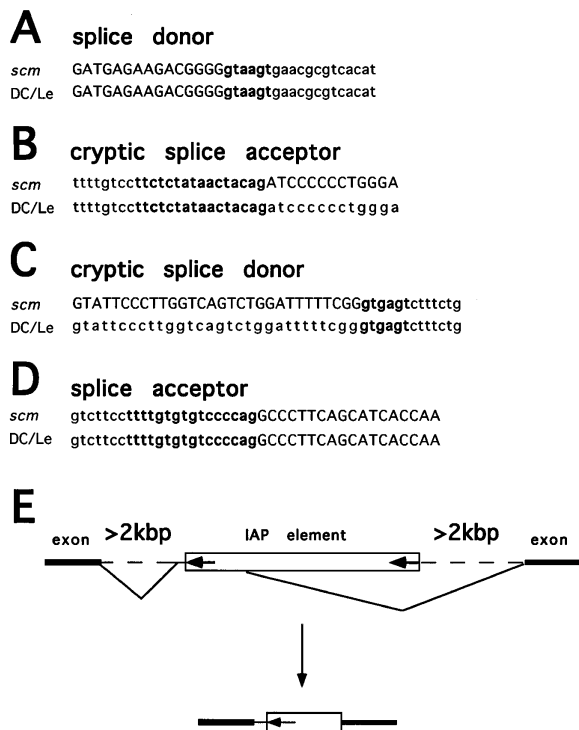 A splice donor
scm GATGAGAAGACGGGGgtaagtgaacgcgtcacat
DC/Le GATGAGAAGACGGGGgtaagtgaacgcgtcacat
B cryptic splice acceptor
scm ttttgtccttctctataactacagATCCCCCCTGGGA
DC/Le ttttgtccttctctataactacagatccccccтggga
C cryptic splice donor
scm GTATTCCCTTGGTCAGTCTGGATTTTTCGGgtgagtctttctg
DC/Le gtattcccttggtcagtctggatttttcgggtgagtctttctg
D splice acceptor
scm gtcttccttttgtgtgtccccagGCCCTTCAGCATCACCAA
DC/Le gtcttccttttgtgtgtccccagGCCCTTCAGCATCACCAA
E
exon >2kbp IAP element >2kbp exon